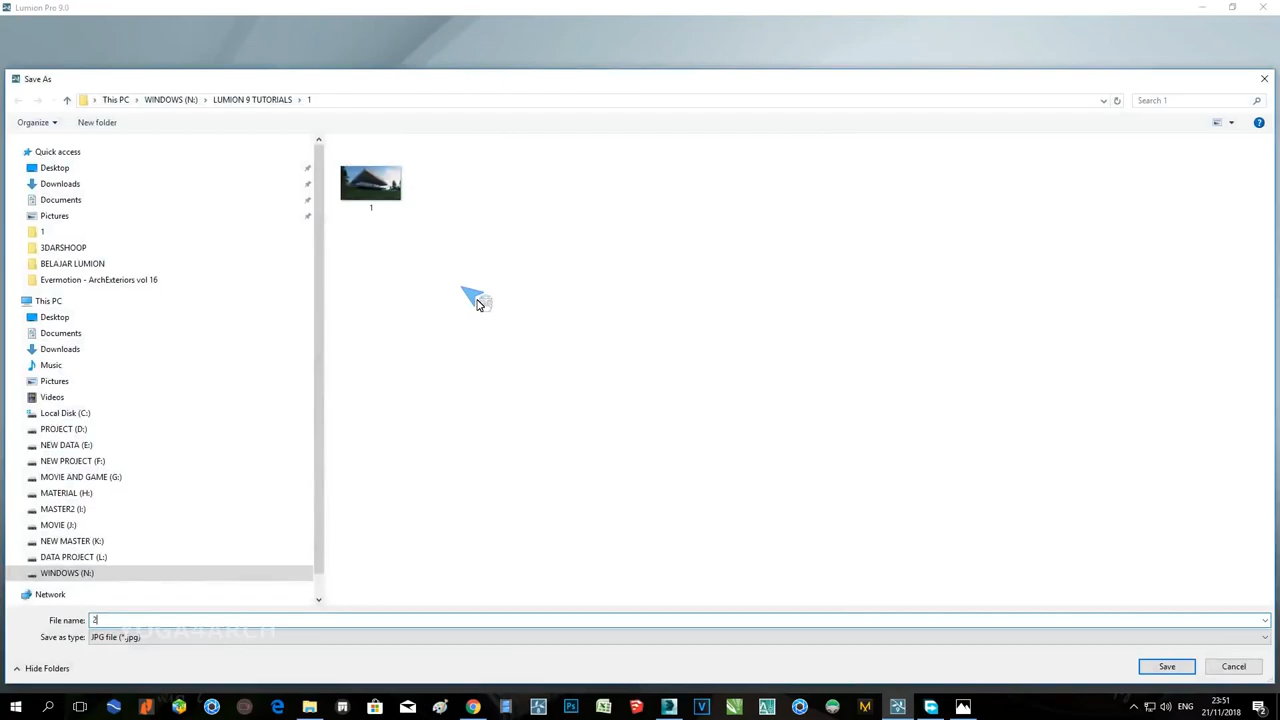 Lumion Pro 9.0
Save As
This PC
WINDOWS (N:)
LUMION 9 TUTORIALS
1
Search 1
Organize
New folder
Quick access
Desktop
Downloads
Documents
Pictures
1
3DARSHOOP
BELAJAR LUMION
Evermotion - ArchExteriors vol 16
This PC
Desktop
Documents
Downloads
Music
Pictures
Videos
Local Disk (C:)
PROJECT (D:)
NEW DATA (E:)
NEW PROJECT (F:)
MOVIE AND GAME (G:)
MATERIAL (H:)
MASTER2 (I:)
MOVIE (J:)
NEW MASTER (K:)
DATA PROJECT (L:)
WINDOWS (N:)
Network
1
File name: 2
Save as type: JPG file (*.jpg)
Hide Folders
Save
Cancel
ENG
23:51
21/11/2018